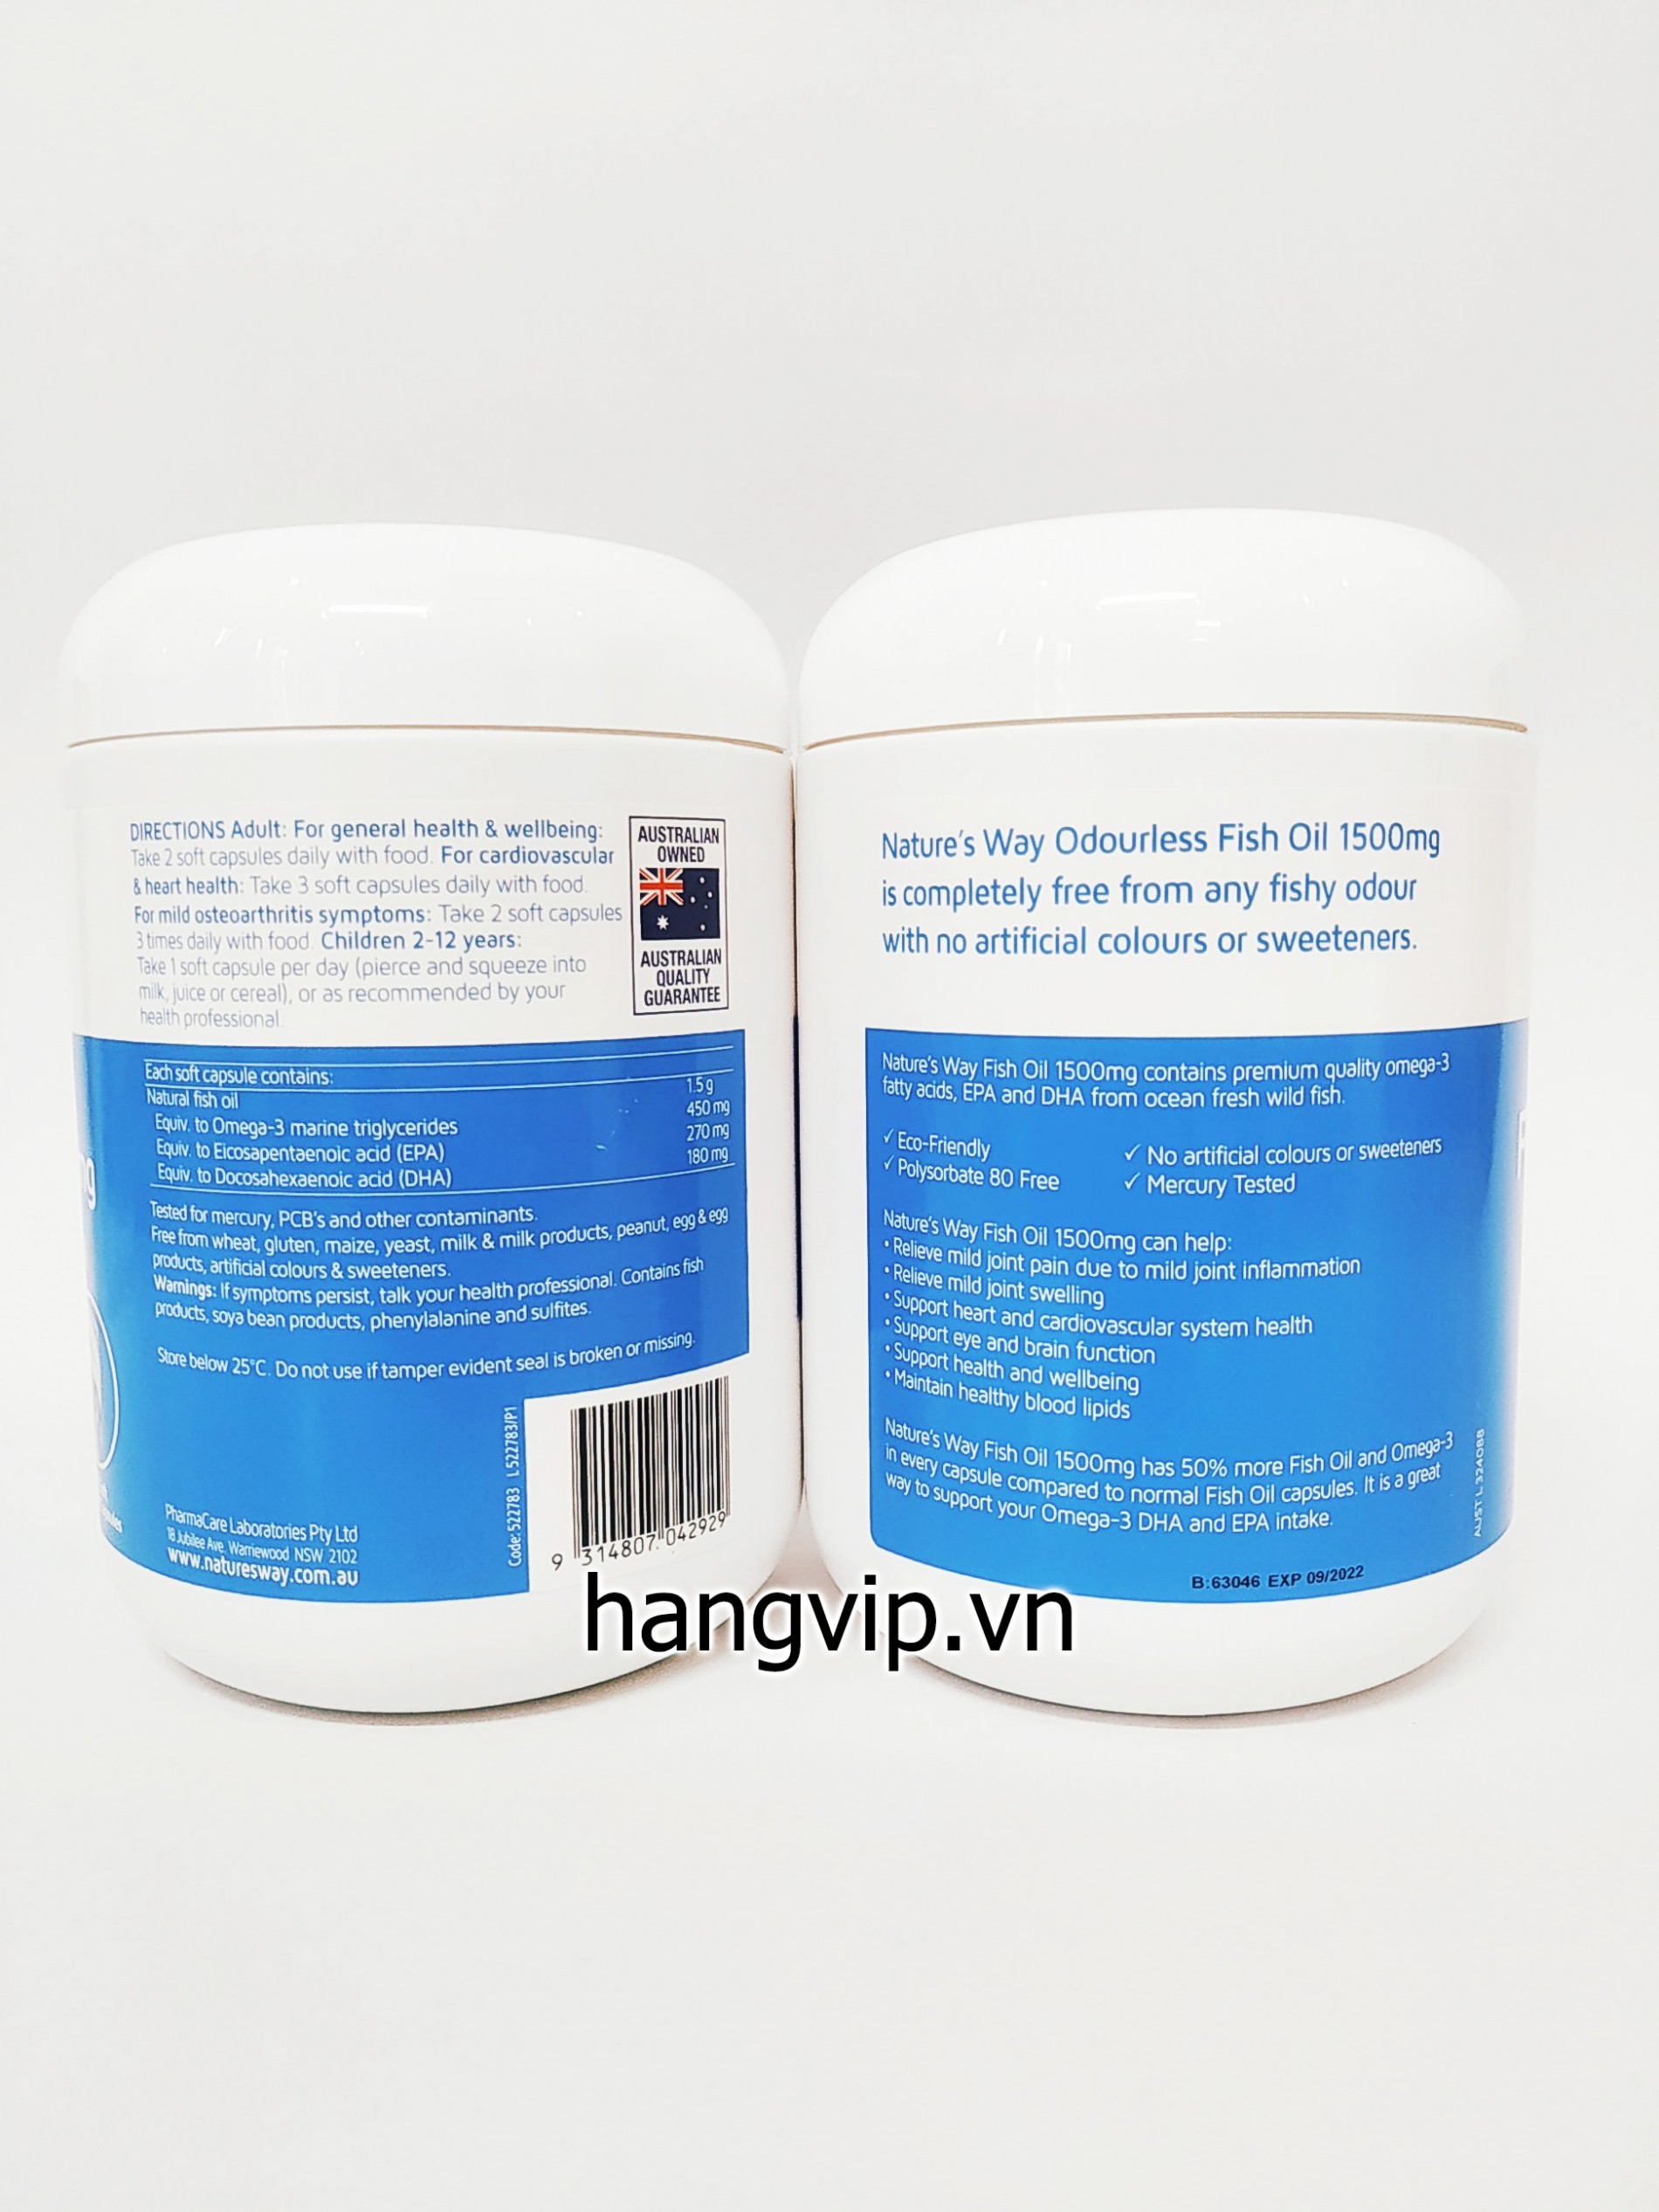 DIRECTIONS Adult: For general health & wellbeing:
Take 2 soft capsules daily with food. For cardiovascular
& heart health: Take 3 soft capsules daily with food.
For mild osteoarthritis symptoms: Take 2 soft capsules
3 times daily with food. Children 2-12 years:
Take 1 soft capsule per day (pierce and squeeze into
milk, juice or cereal), or as recommended by your
health professional.
AUSTRALIAN
OWNED
AUSTRALIAN
QUALITY
GUARANTEE
Each soft capsule contains:
Natural fish oil 1.5 g
Equiv. to Omega-3 marine triglycerides 450 mg
Equiv. to Eicosapentaenoic acid (EPA) 270 mg
Equiv. to Docosahexaenoic acid (DHA) 180 mg
Tested for mercury, PCB's and other contaminants.
Free from wheat, gluten, maize, yeast, milk & milk products, peanut, egg & egg
products, artificial colours & sweeteners.
Warnings: If symptoms persist, talk your health professional. Contains fish
products, soya bean products, phenylalanine and sulfites.
Store below 25°C. Do not use if tamper evident seal is broken or missing.
PharmaCare Laboratories Pty Ltd
18 Jubilee Ave. Warriewood NSW 2102
www.naturesway.com.au
Code: 522783 L522783/P1
9 314807 042929
Nature's Way Odourless Fish Oil 1500mg
is completely free from any fishy odour
with no artificial colours or sweeteners.
Nature's Way Fish Oil 1500mg contains premium quality omega-3
fatty acids, EPA and DHA from ocean fresh wild fish.
✓ Eco-Friendly
✓ Polysorbate 80 Free
✓ No artificial colours or sweeteners
✓ Mercury Tested
Nature's Way Fish Oil 1500mg can help:
• Relieve mild joint pain due to mild joint inflammation
• Relieve mild joint swelling
• Support heart and cardiovascular system health
• Support eye and brain function
• Support health and wellbeing
• Maintain healthy blood lipids
Nature's Way Fish Oil 1500mg has 50% more Fish Oil and Omega-3
in every capsule compared to normal Fish Oil capsules. It is a great
way to support your Omega-3 DHA and EPA intake.
AUST L 324088
B:63046 EXP 09/2022
hangvip.vn